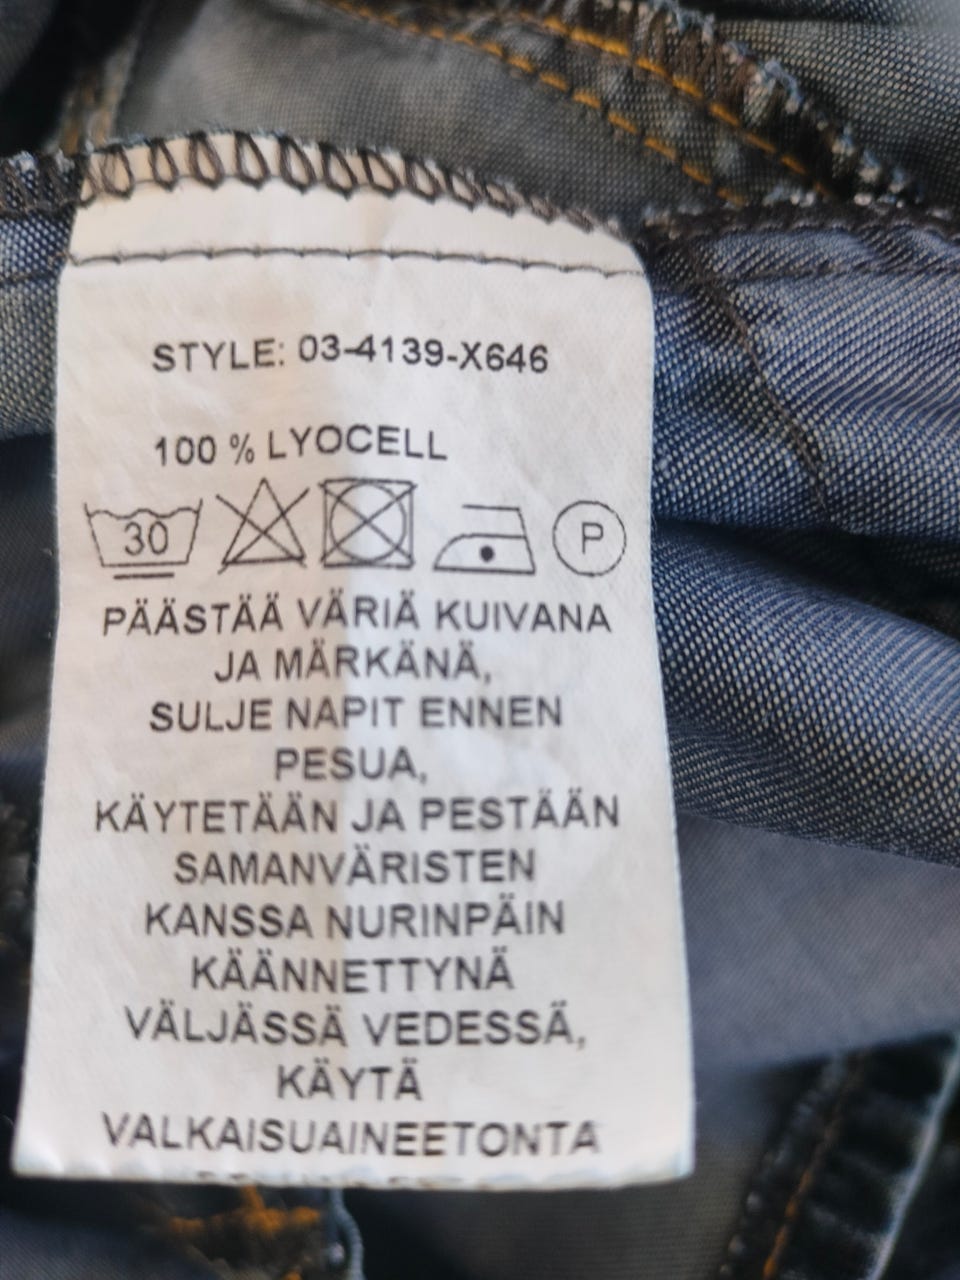 STYLE: 03-4139-X646
100 % LYOCELL
30
P
PÄÄSTÄÄ VÄRIÄ KUIVANA
JA MÄRKÄNÄ,
SULJE NAPIT ENNEN
PESUA,
KÄYTETÄÄN JA PESTÄÄN
SAMANVÄRISTEN
KANSSA NURINPÄIN
KÄÄNNETTYNÄ
VÄLJÄSSÄ VEDESSÄ,
KÄYTÄ
VALKAISUAINEETONTA